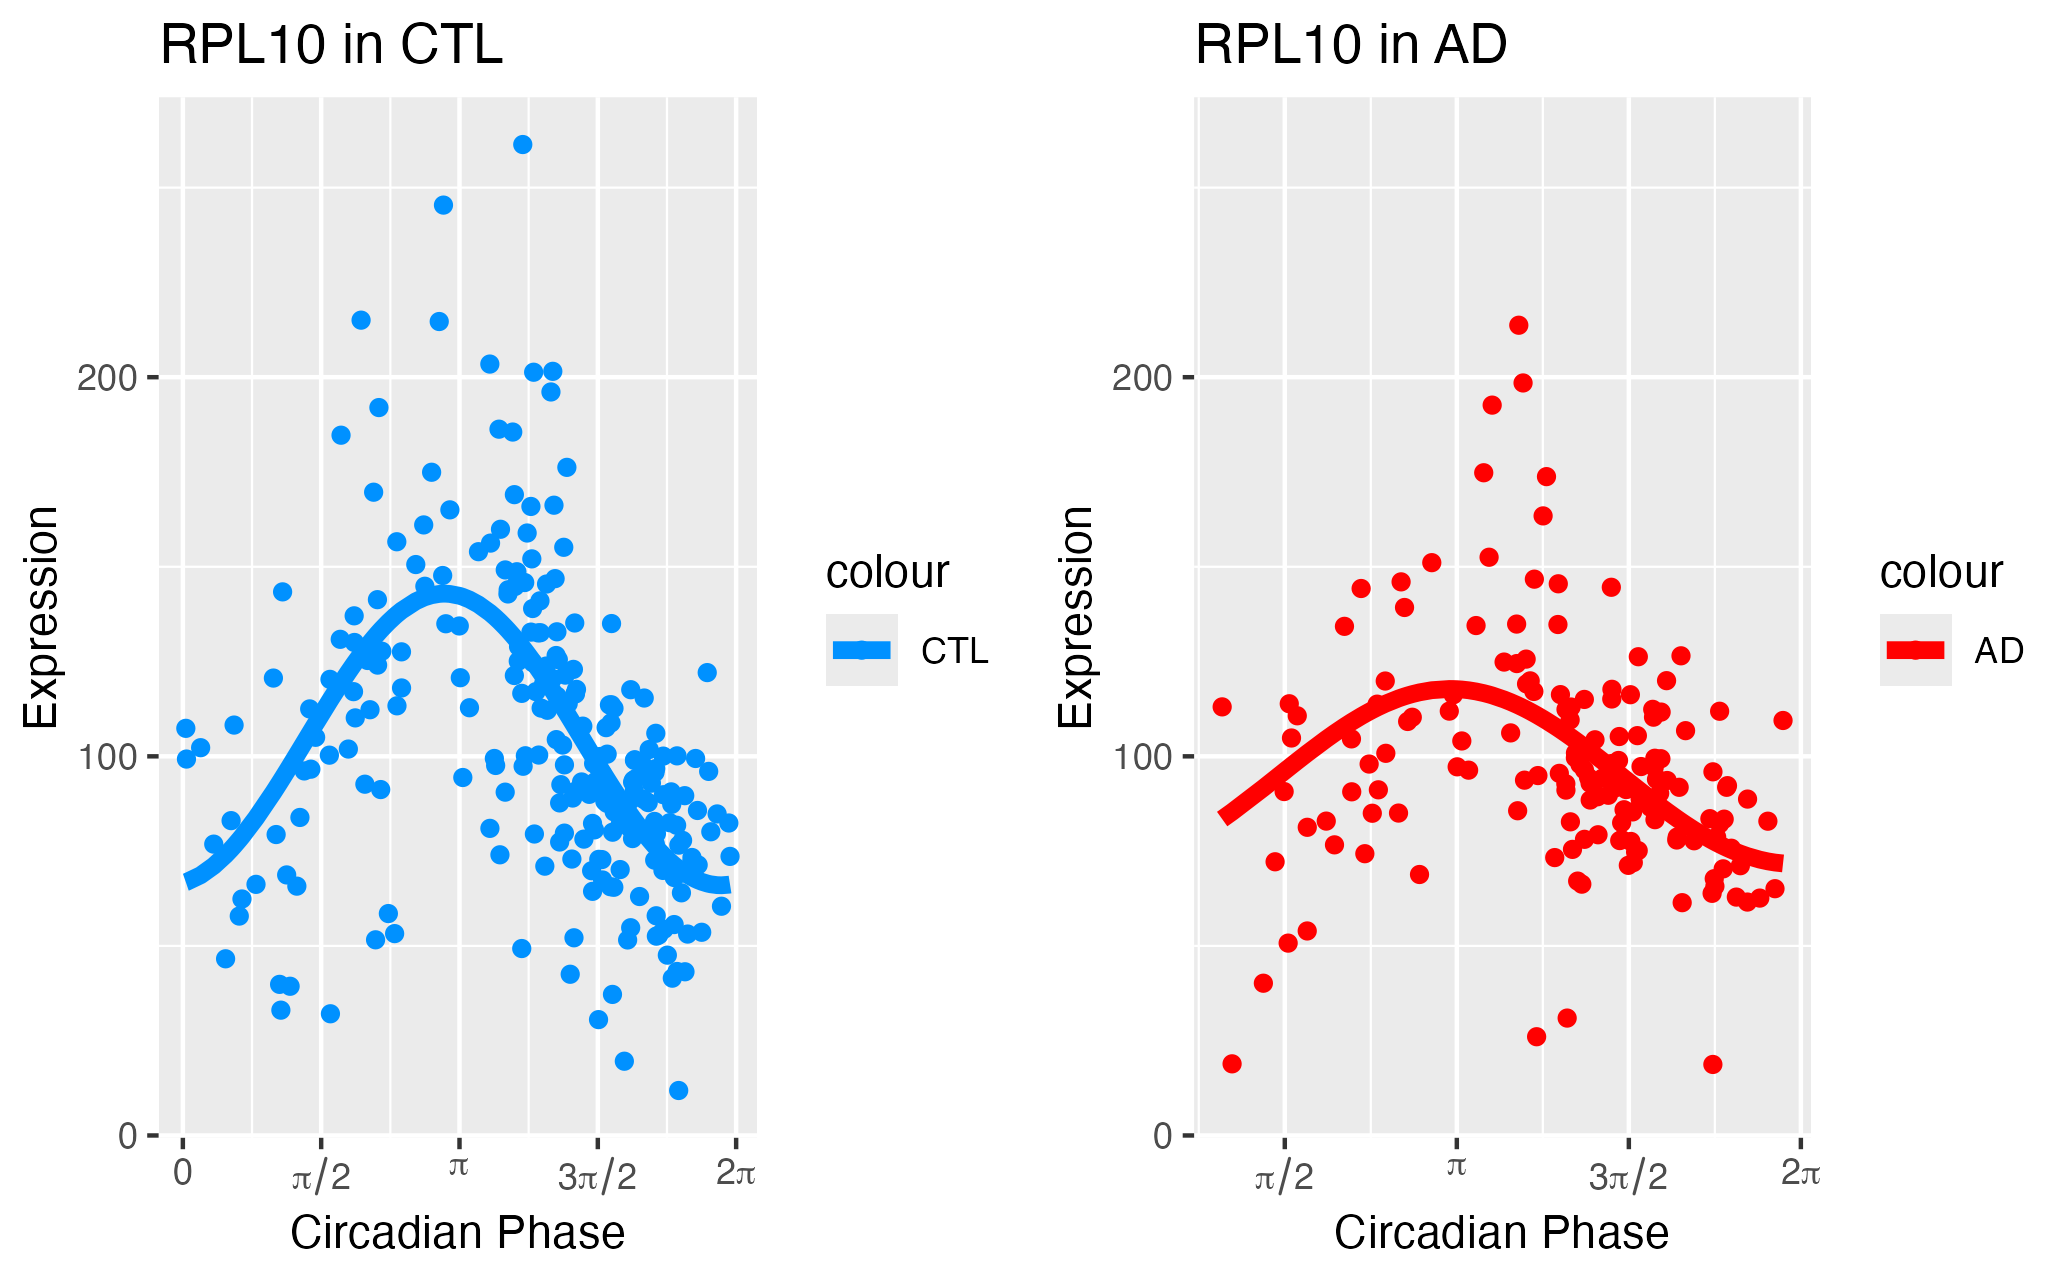 RPL10 in CTL
Expression
200
100
0
0
π/2
π
3π/2
2π
Circadian Phase
colour
CTL
RPL10 in AD
Expression
200
100
0
π/2
π
3π/2
2π
Circadian Phase
colour
AD